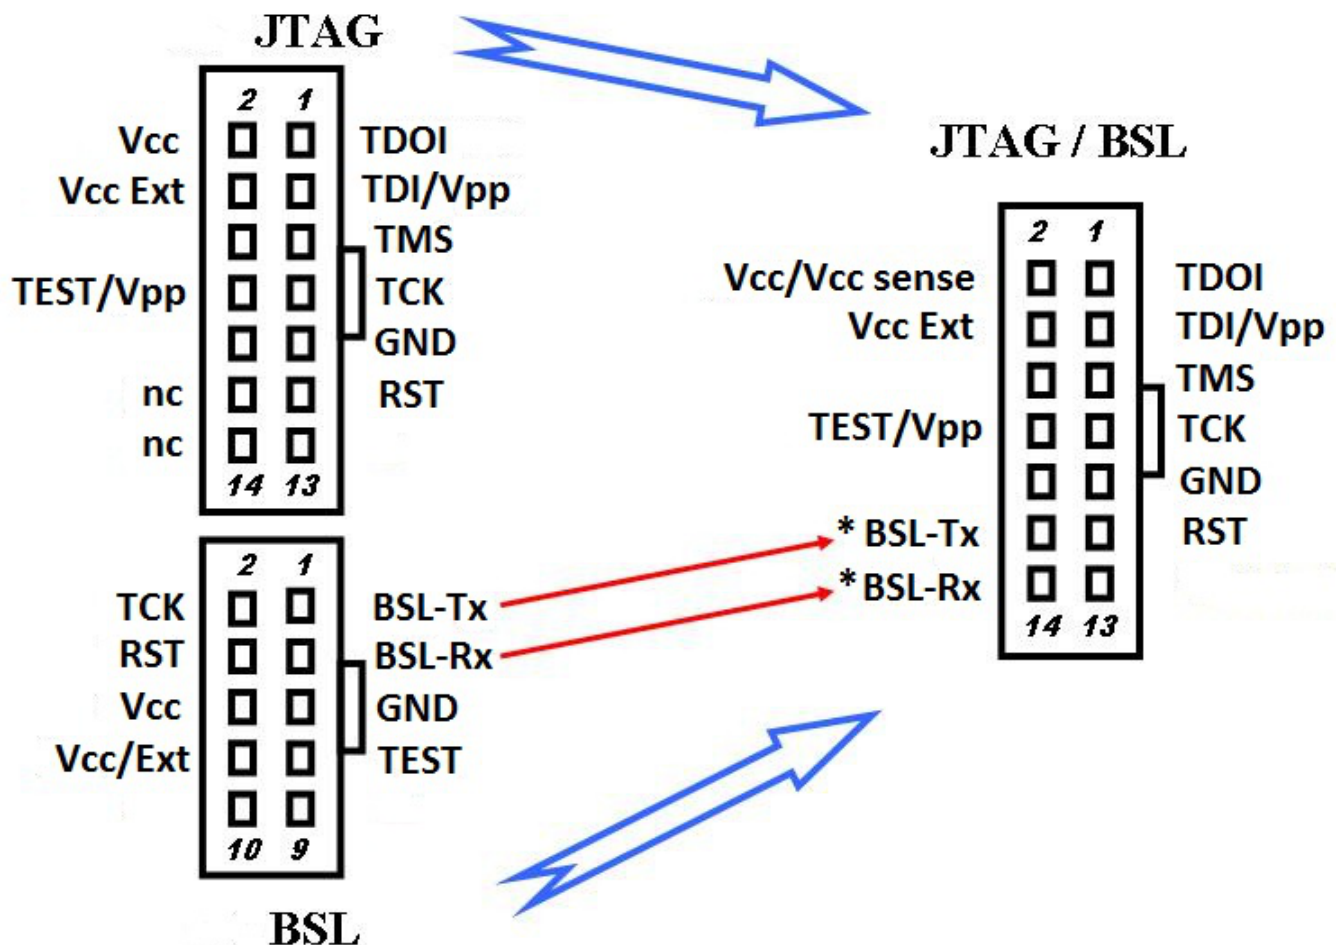 JTAG
2 1
Vcc TDOI
Vcc Ext TDI/Vpp
TMS
TEST/Vpp TCK
GND
nc RST
nc
14 13
2 1
TCK BSL-Tx
RST BSL-Rx
Vcc GND
Vcc/Ext TEST
10 9
BSL
JTAG / BSL
2 1
Vcc/Vcc sense TDOI
Vcc Ext TDI/Vpp
TMS
TEST/Vpp TCK
GND
* BSL-Tx RST
* BSL-Rx
14 13